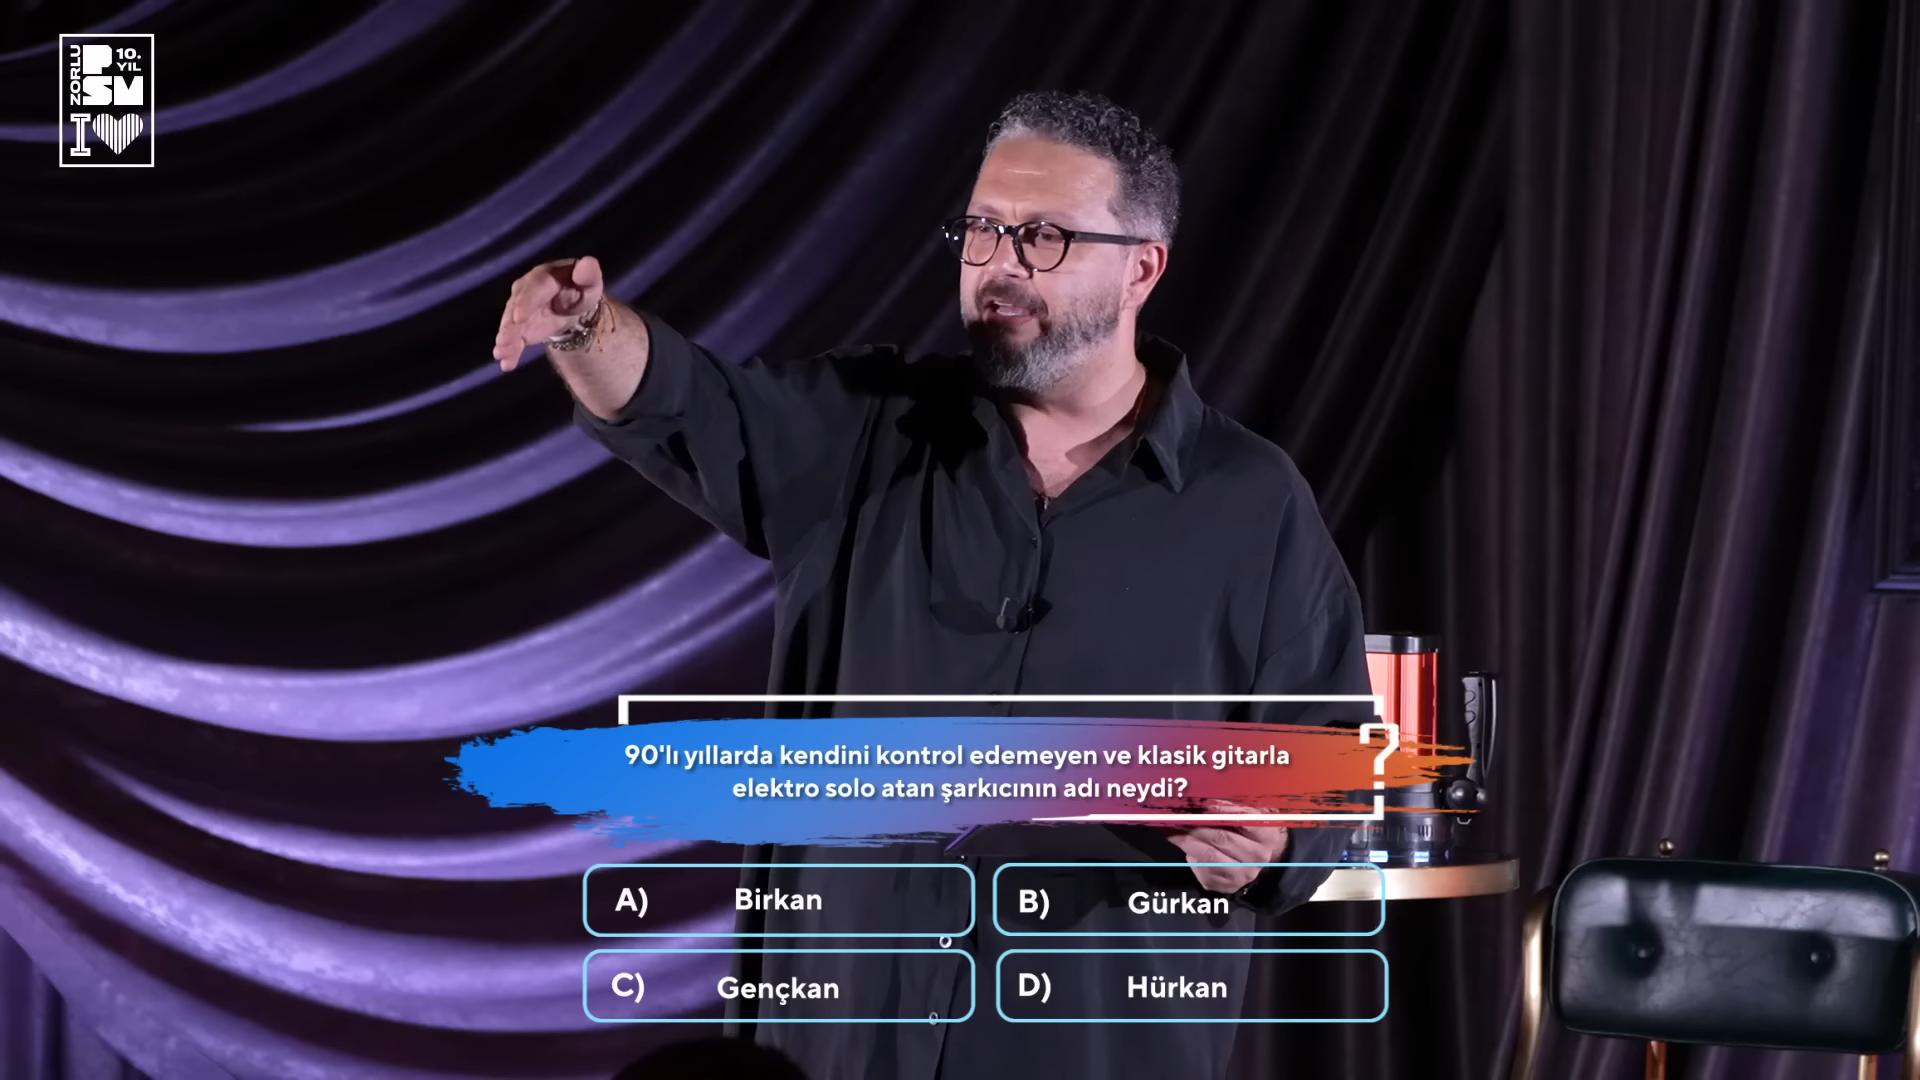 ZORLU
PSM
10.
YIL
I
90'lı yıllarda kendini kontrol edemeyen ve klasik gitarla
elektro solo atan şarkıcının adı neydi?
?
A) Birkan
B) Gürkan
C) Gençkan
D) Hürkan